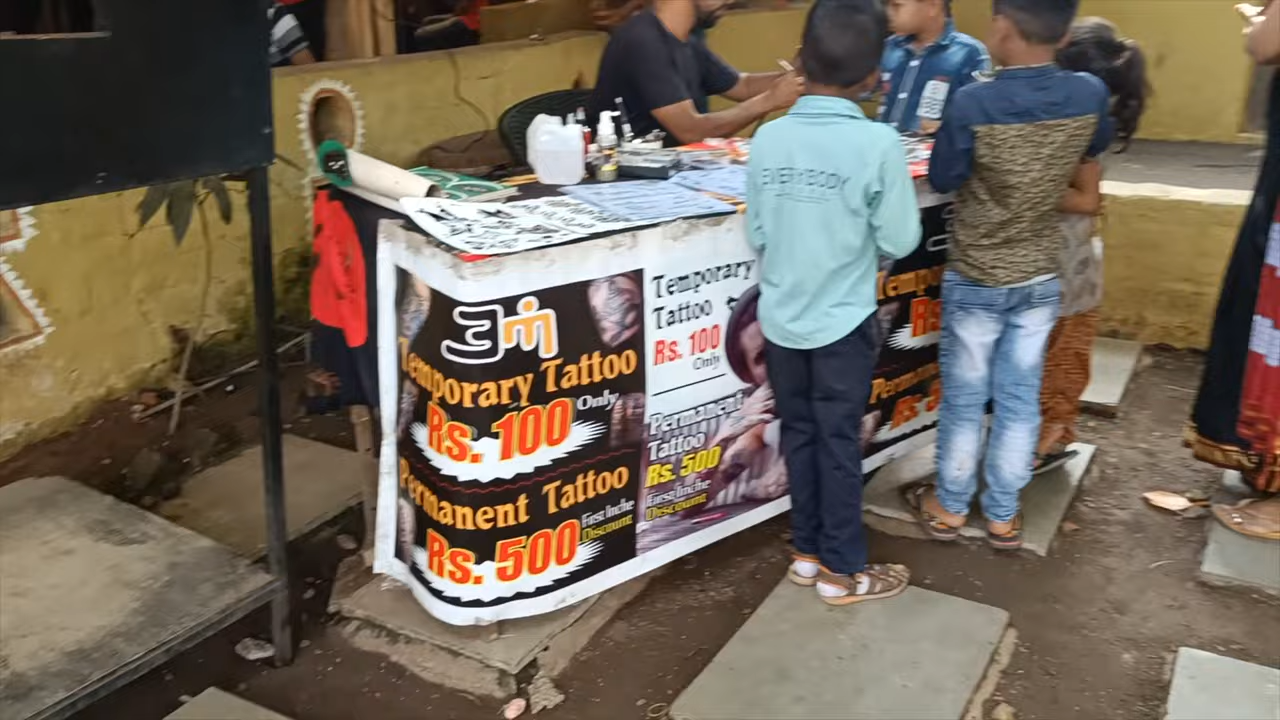 Temporary Tattoo
Rs. 100 Only
Permanent Tattoo
Rs. 500 First Inche
Discount
Temporary
Tattoo
Rs. 100
Only
Permanent
Tattoo
Rs. 500
First Inche
Discount
EVERYBODY